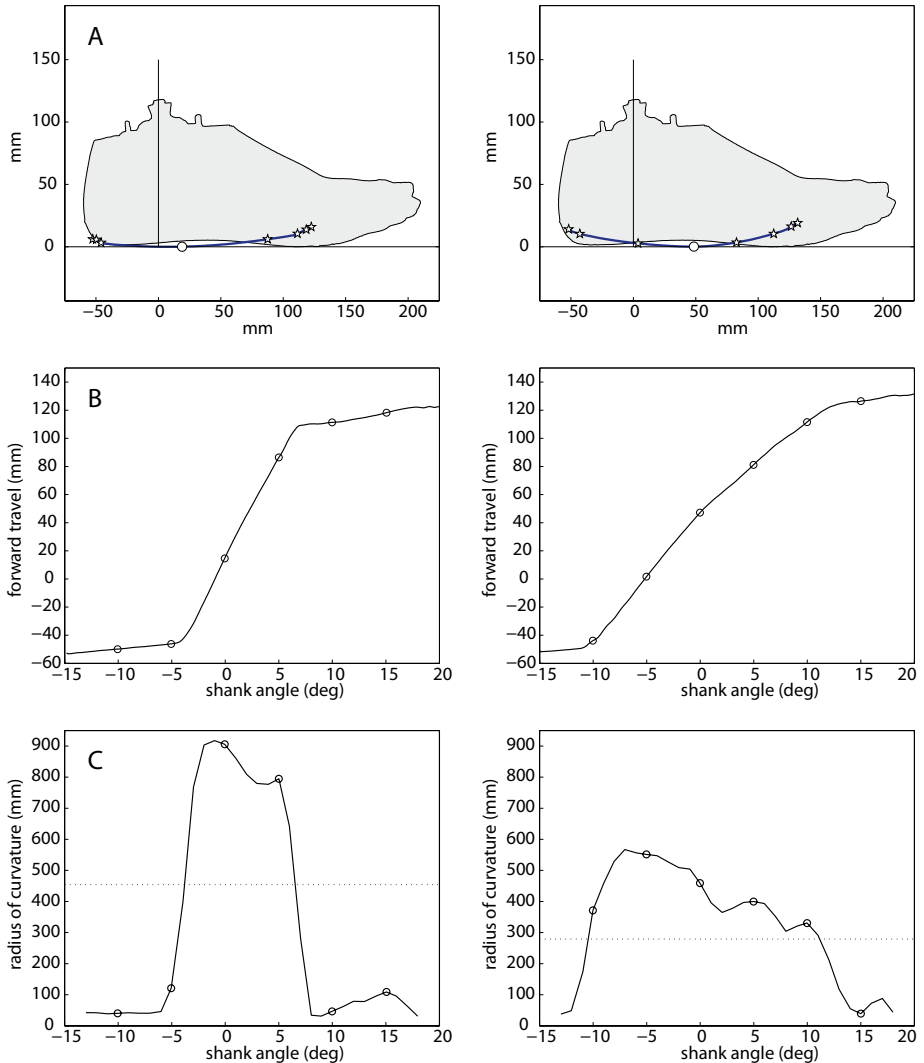 A
mm
150
100
50
0
−50 0 50 100 150 200
mm
mm
150
100
50
0
−50 0 50 100 150 200
mm
B
forward travel (mm)
140
120
100
80
60
40
20
0
−20
−40
−60
−15 −10 −5 0 5 10 15 20
shank angle (deg)
forward travel (mm)
140
120
100
80
60
40
20
0
−20
−40
−60
−15 −10 −5 0 5 10 15 20
shank angle (deg)
C
radius of curvature (mm)
900
800
700
600
500
400
300
200
100
0
−15 −10 −5 0 5 10 15 20
shank angle (deg)
radius of curvature (mm)
900
800
700
600
500
400
300
200
100
0
−15 −10 −5 0 5 10 15 20
shank angle (deg)